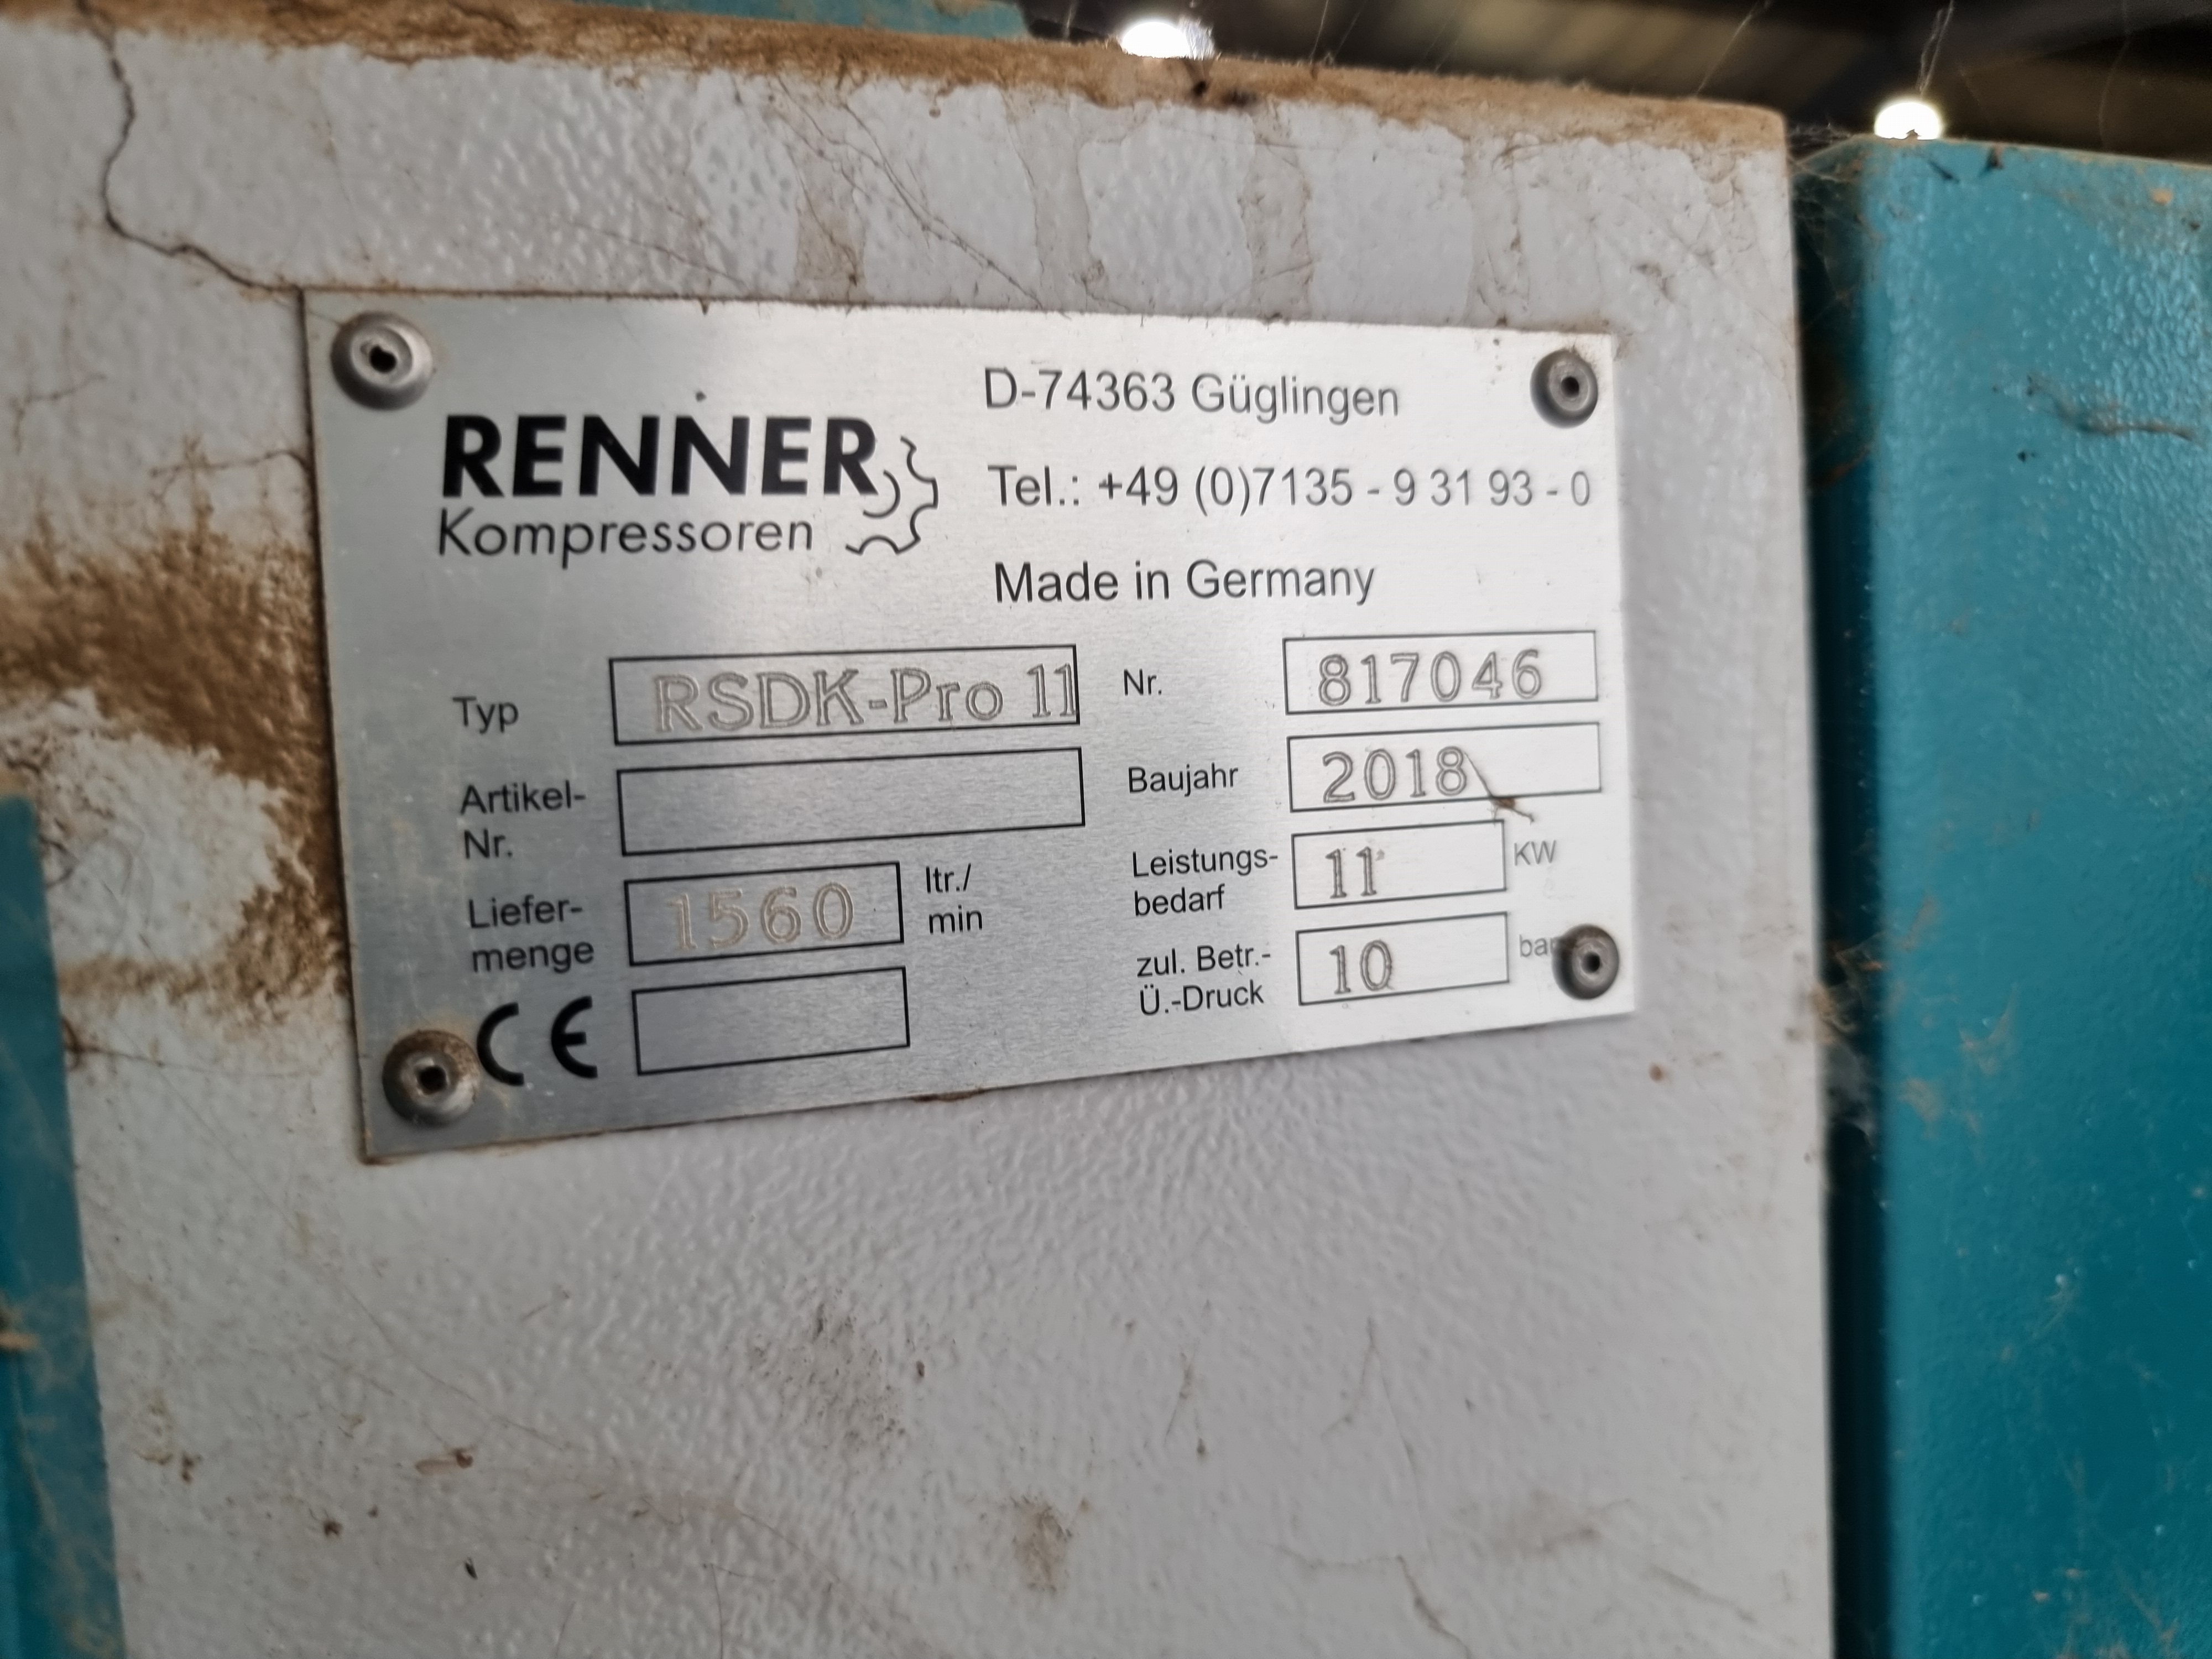 RENNER
Kompressoren
D-74363 Güglingen
Tel.: +49 (0)7135 - 9 31 93 - 0
Made in Germany
Typ RSDK-Pro 11
Artikel-
Nr.
Liefer-
menge 1560 ltr./
min
CE
Nr. 817046
Baujahr 2018
Leistungs-
bedarf 11 KW
zul. Betr.-
Ü.-Druck 10 bar